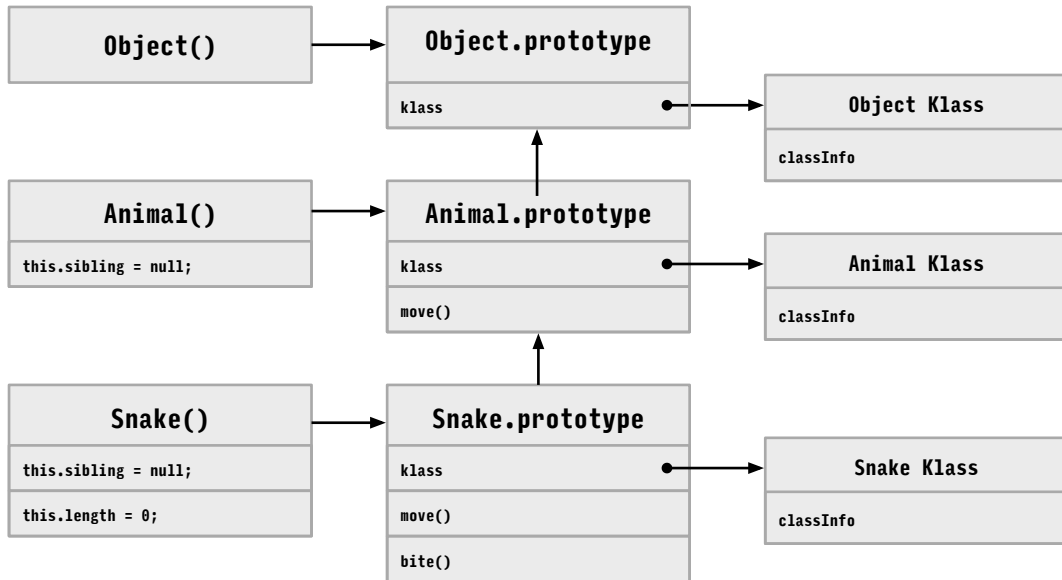 Object()
Object.prototype
klass
Object Klass
classInfo
Animal()
this.sibling = null;
Animal.prototype
klass
move()
Animal Klass
classInfo
Snake()
this.sibling = null;
this.length = 0;
Snake.prototype
klass
move()
bite()
Snake Klass
classInfo